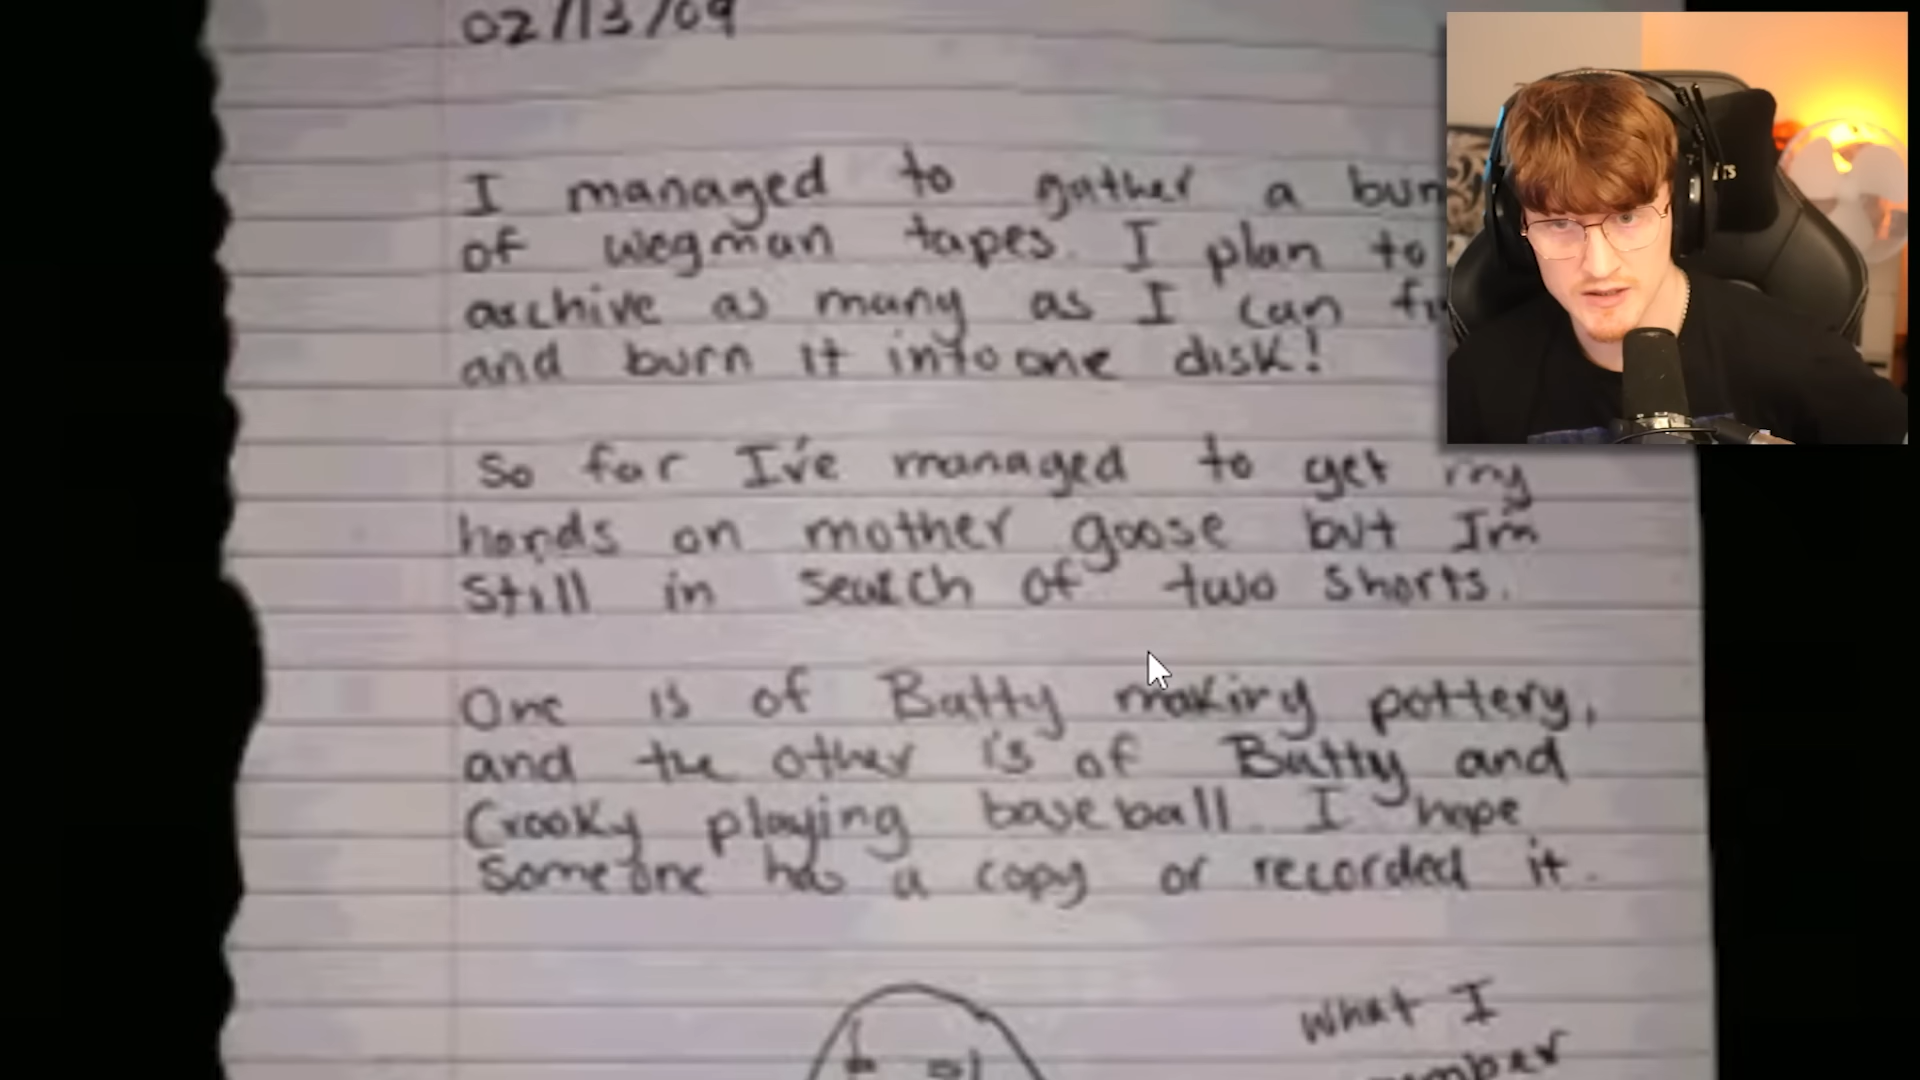 02/13/09
I managed to gather a bun
of wegman tapes. I plan to
archive as many as I can fi
and burn it into one disk!
So far I've managed to get my
hands on mother goose but Im
Still in search of two shorts.
One is of Batty making pottery,
and the other is of Batty and
Crooky playing baseball. I hope
Someone has a copy or recorded it.
What I
ember